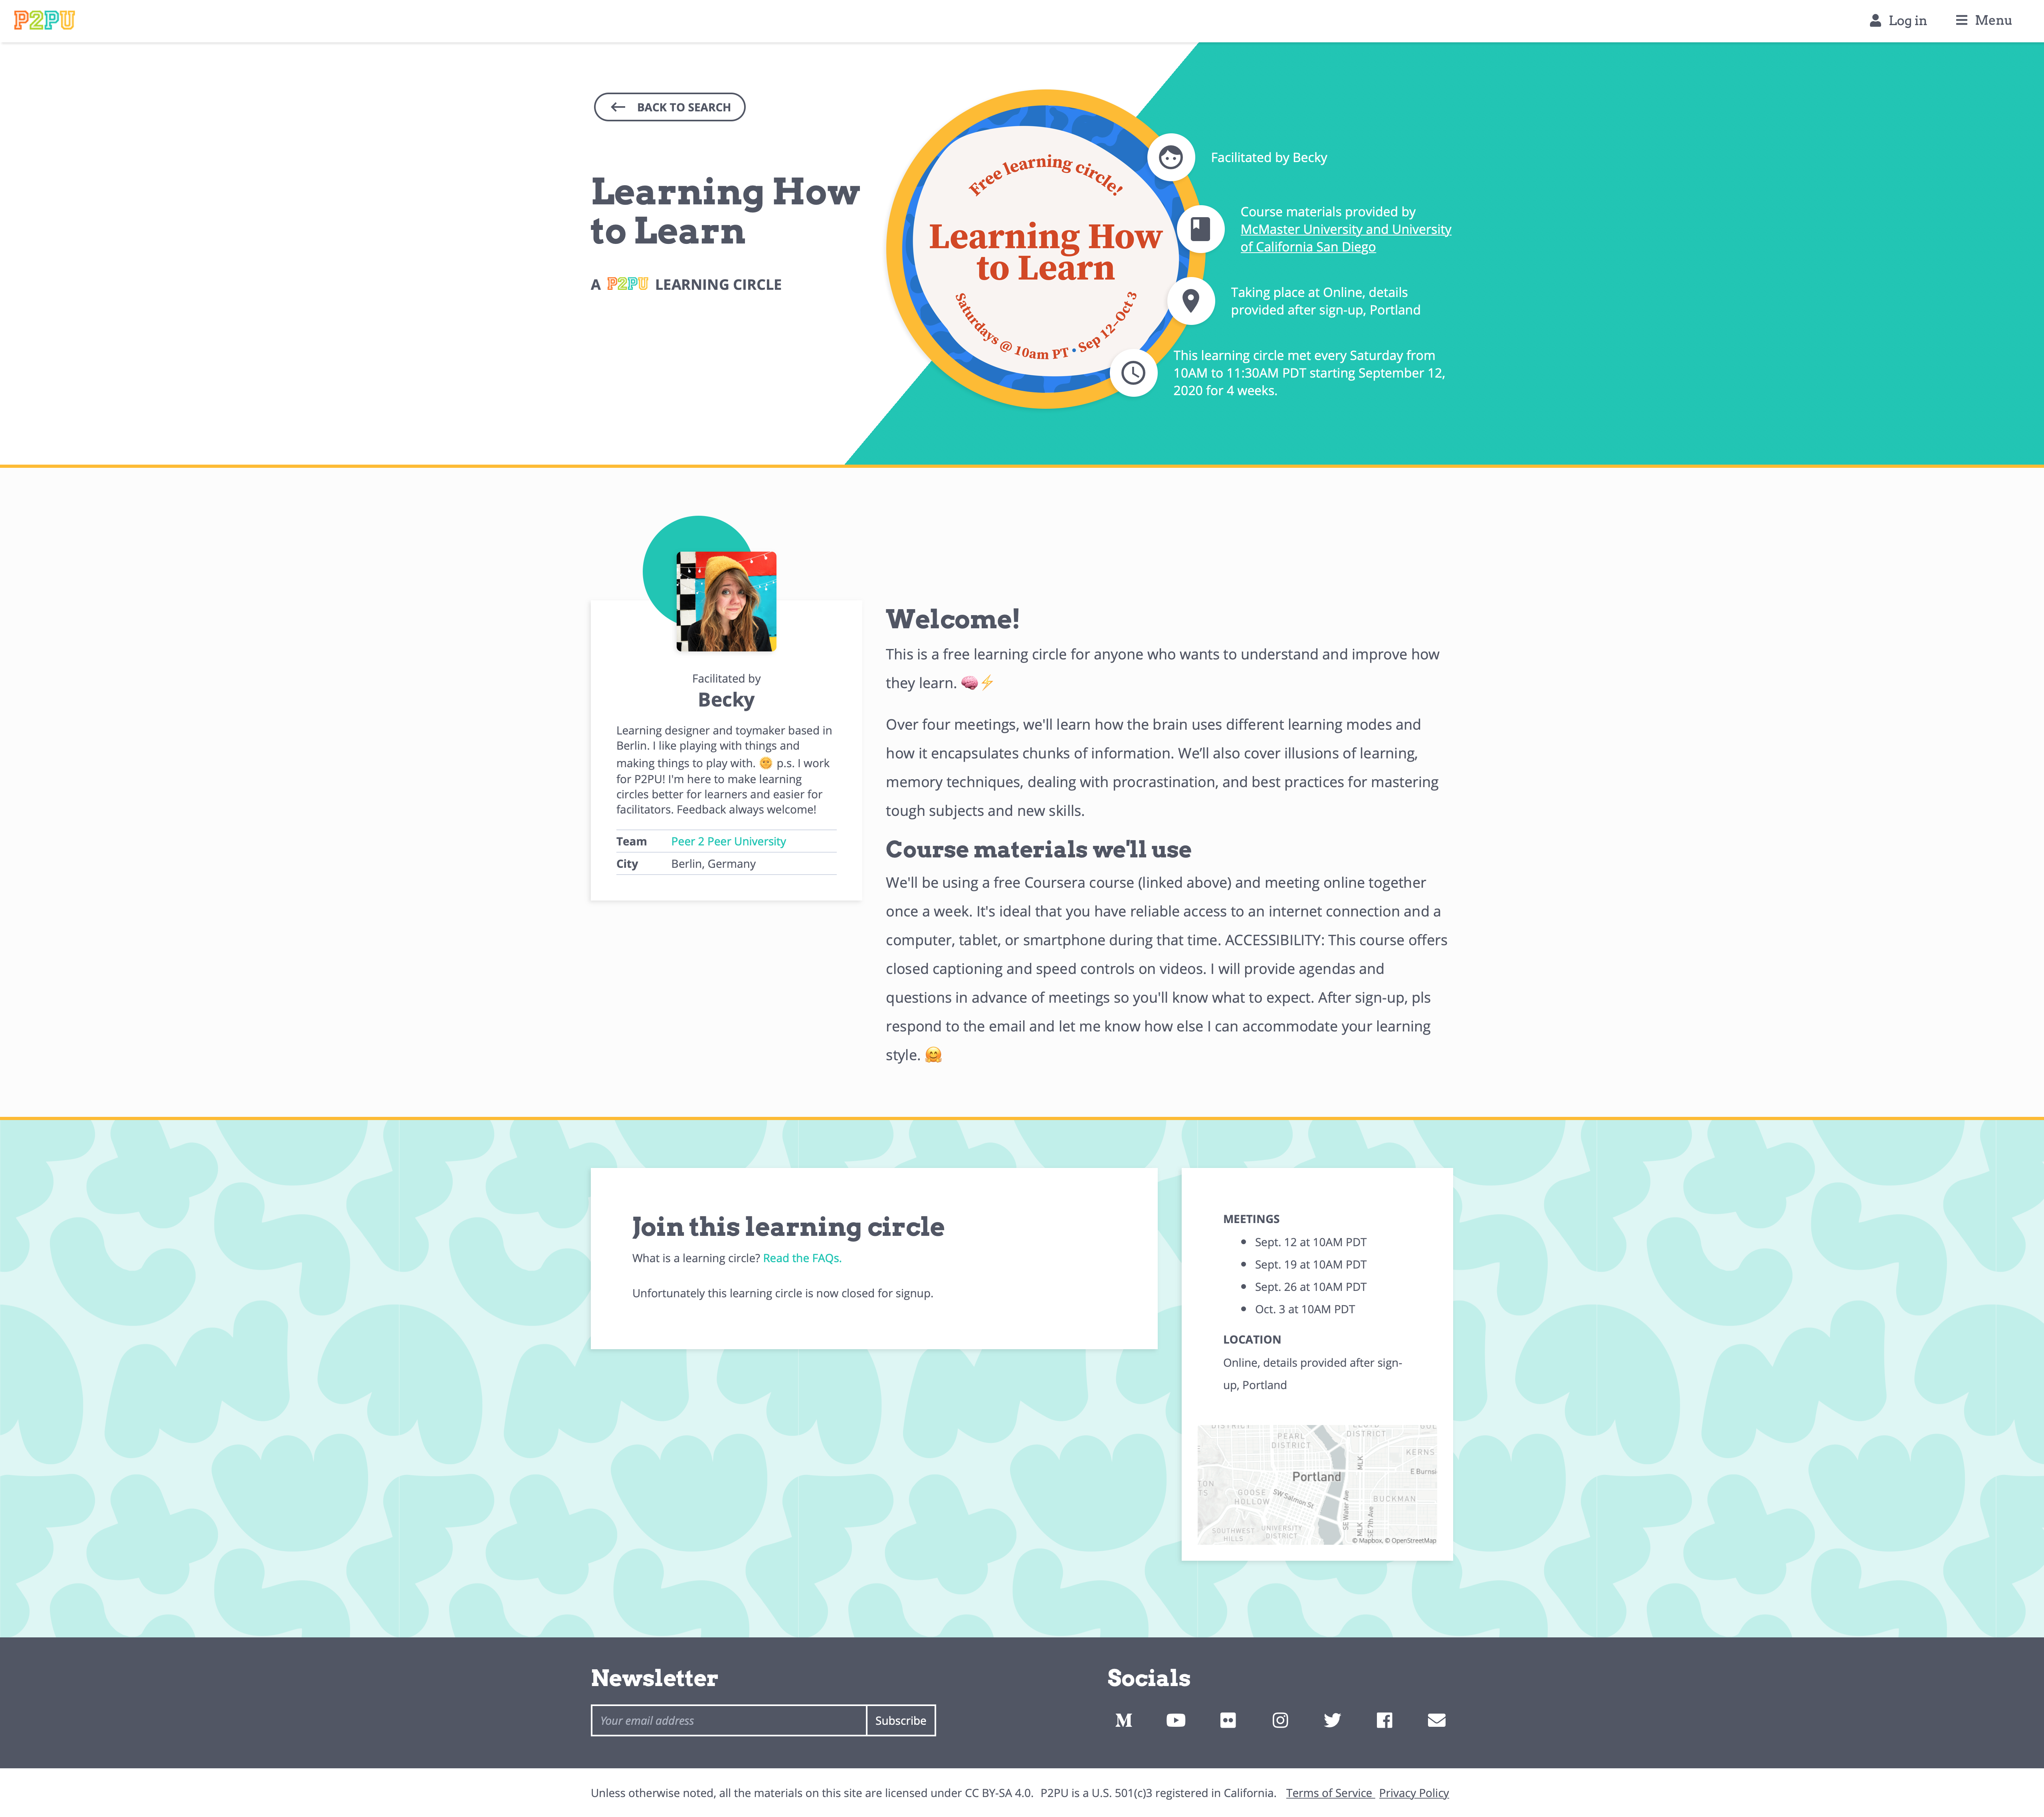 P2PU
Log in
Menu
BACK TO SEARCH
Learning How
to Learn
A P2PU LEARNING CIRCLE
Free learning circle!
Learning How
to Learn
Saturdays @ 10am PT • Sep 12–Oct 3
Facilitated by Becky
Course materials provided by
McMaster University and University
of California San Diego
Taking place at Online, details
provided after sign-up, Portland
This learning circle met every Saturday from
10AM to 11:30AM PDT starting September 12,
2020 for 4 weeks.
Facilitated by
Becky
Learning designer and toymaker based in
Berlin. I like playing with things and
making things to play with. 🤭 p.s. I work
for P2PU! I'm here to make learning
circles better for learners and easier for
facilitators. Feedback always welcome!
Team Peer 2 Peer University
City Berlin, Germany
Welcome!
This is a free learning circle for anyone who wants to understand and improve how
they learn. 🧠⚡
Over four meetings, we'll learn how the brain uses different learning modes and
how it encapsulates chunks of information. We’ll also cover illusions of learning,
memory techniques, dealing with procrastination, and best practices for mastering
tough subjects and new skills.
Course materials we'll use
We'll be using a free Coursera course (linked above) and meeting online together
once a week. It's ideal that you have reliable access to an internet connection and a
computer, tablet, or smartphone during that time. ACCESSIBILITY: This course offers
closed captioning and speed controls on videos. I will provide agendas and
questions in advance of meetings so you'll know what to expect. After sign-up, pls
respond to the email and let me know how else I can accommodate your learning
style. 🤗
Join this learning circle
What is a learning circle? Read the FAQs.
Unfortunately this learning circle is now closed for signup.
MEETINGS
Sept. 12 at 10AM PDT
Sept. 19 at 10AM PDT
Sept. 26 at 10AM PDT
Oct. 3 at 10AM PDT
LOCATION
Online, details provided after sign-
up, Portland
DISTRICT
PEARL
DISTRICT
DISTRICT
KERNS
MLK
Portland
E Burnsi
GOOSE
HOLLOW
SW Salmon St
BUCKMAN
SE Water Ave
MLK
SE 7th Ave
SOUTHWEST
HILLS
UNIVERSITY
DISTRICT
© Mapbox, © OpenStreetMap
Newsletter
Your email address
Subscribe
Socials
Unless otherwise noted, all the materials on this site are licensed under CC BY-SA 4.0. P2PU is a U.S. 501(c)3 registered in California. Terms of Service Privacy Policy